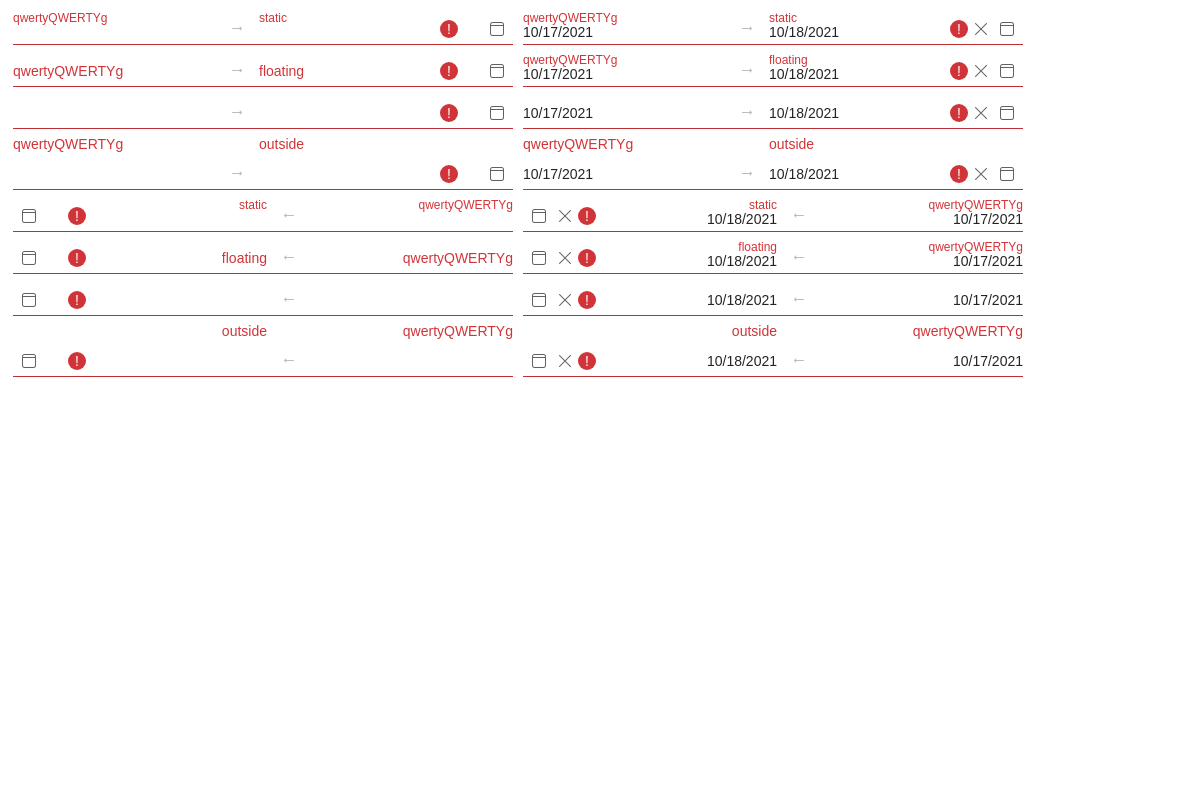 qwertyQWERTYg → static !
qwertyQWERTYg static
10/17/2021 → 10/18/2021 !
qwertyQWERTYg → floating !
qwertyQWERTYg floating
10/17/2021 → 10/18/2021 !
→ !
10/17/2021 → 10/18/2021 !
qwertyQWERTYg outside
→ !
qwertyQWERTYg outside
10/17/2021 → 10/18/2021 !
! static ← qwertyQWERTYg
static qwertyQWERTYg
! 10/18/2021 ← 10/17/2021
! floating ← qwertyQWERTYg
floating qwertyQWERTYg
! 10/18/2021 ← 10/17/2021
! ←
! 10/18/2021 ← 10/17/2021
outside qwertyQWERTYg
! ←
outside qwertyQWERTYg
! 10/18/2021 ← 10/17/2021